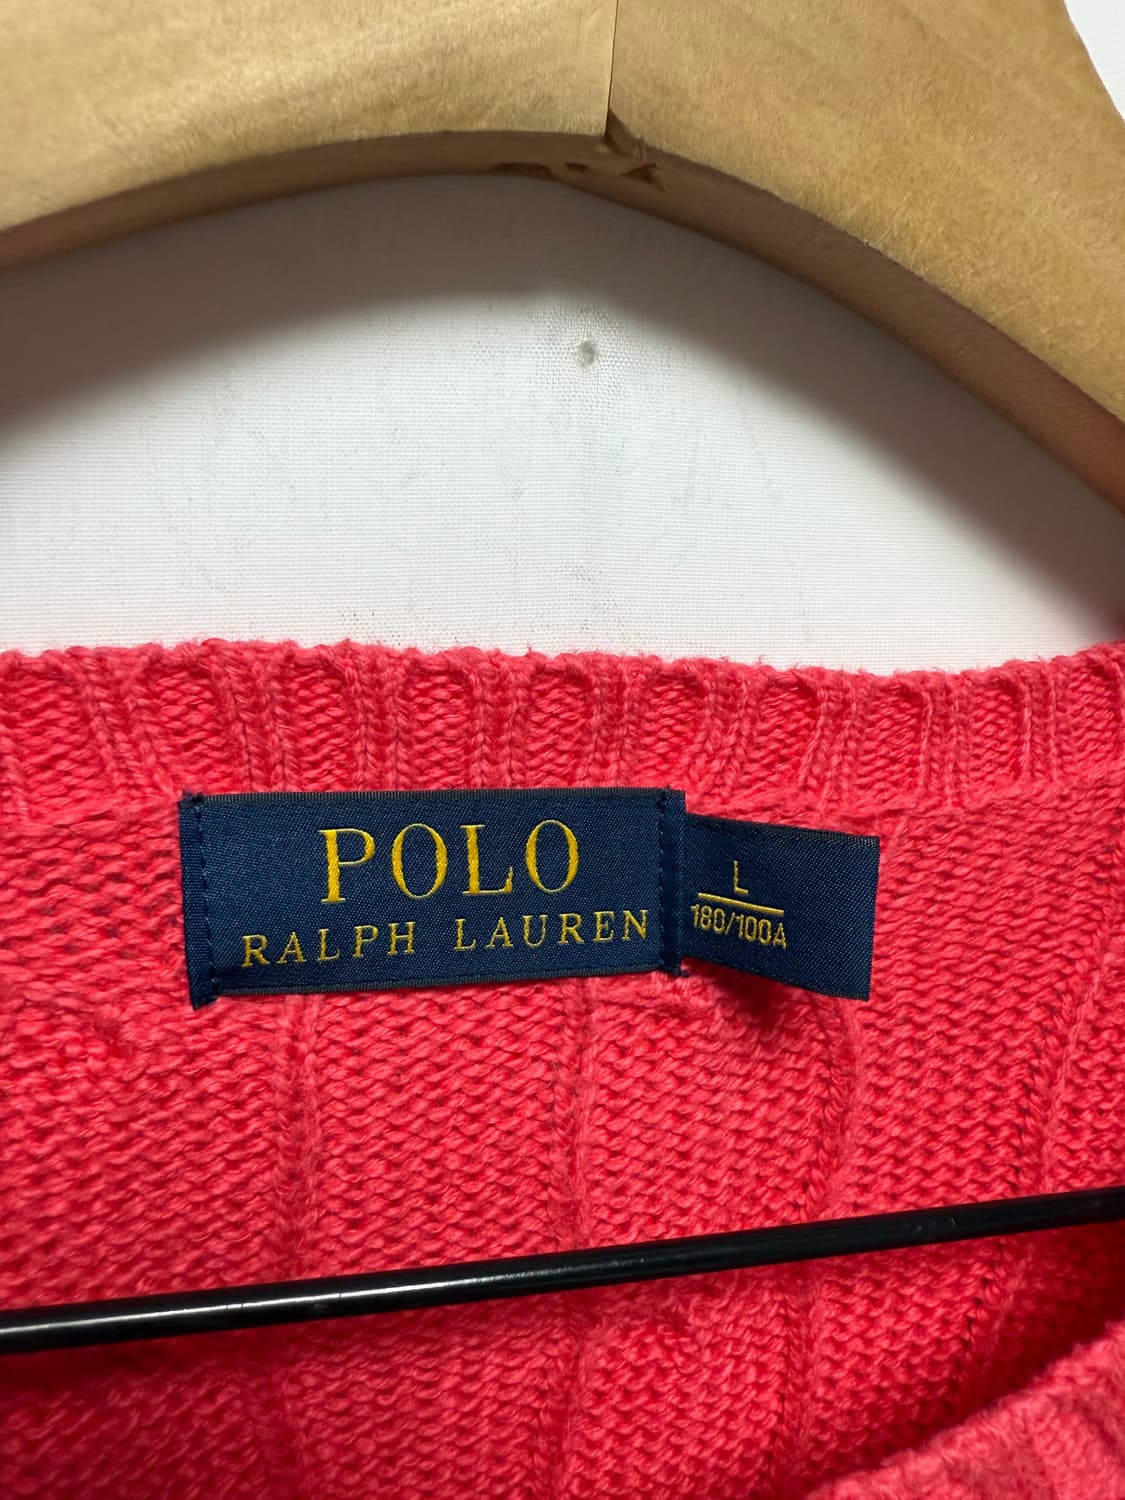 POLO
RALPH LAUREN
L
180/100A